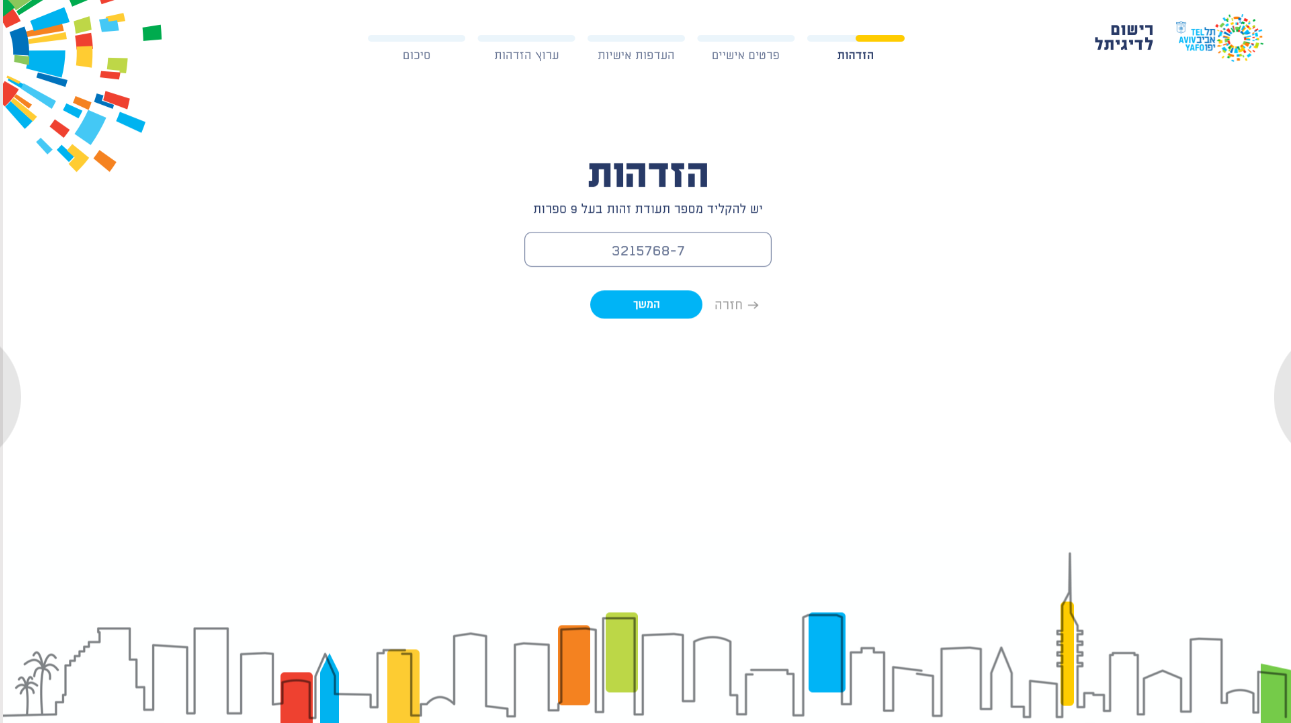 רישום
לדיגיתל
תל TEL
אביב AVIV
יפו YAFO
הזדהות
פרטים אישיים
העדפות אישיות
ערוץ הזדהות
סיכום
הזדהות
יש להקליד מספר תעודת זהות בעל 9 ספרות
3215768-7
חזרה
המשך